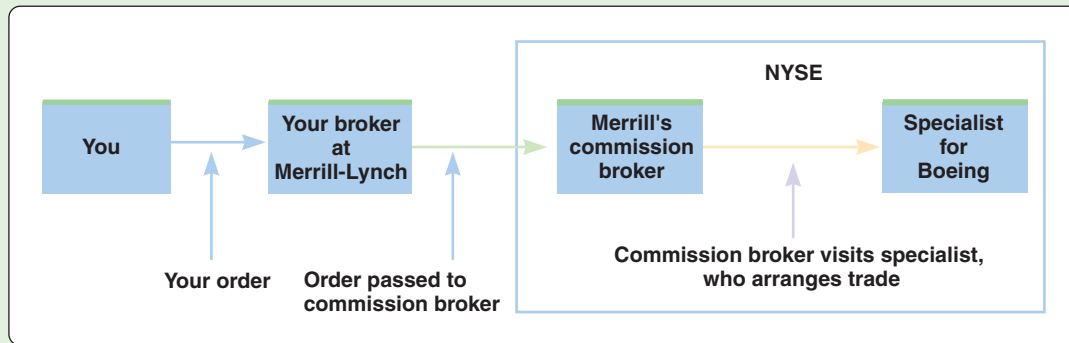 NYSE
You
Your broker
at
Merrill-Lynch
Merrill's
commission
broker
Specialist
for
Boeing
Your order
Order passed to
commission broker
Commission broker visits specialist,
who arranges trade